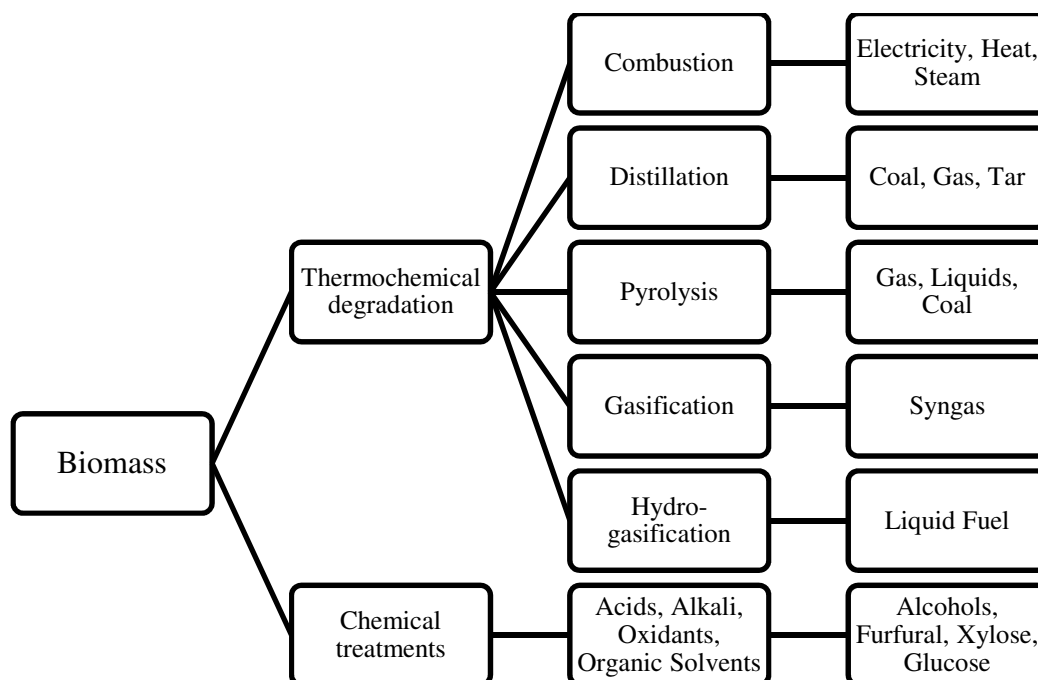 Combustion
Electricity, Heat,
Steam
Distillation
Coal, Gas, Tar
Thermochemical
degradation
Pyrolysis
Gas, Liquids,
Coal
Gasification
Syngas
Biomass
Hydro-
gasification
Liquid Fuel
Chemical
treatments
Acids, Alkali,
Oxidants,
Organic Solvents
Alcohols,
Furfural, Xylose,
Glucose